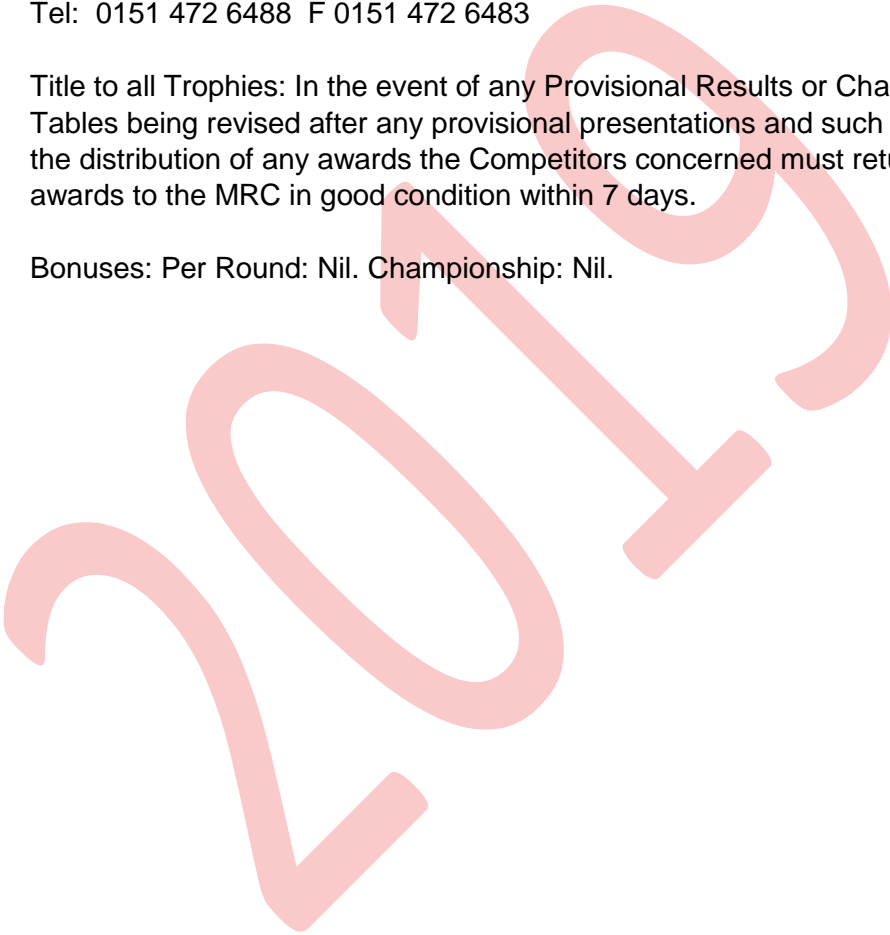 Tel:  0151 472 6488  F 0151 472 6483
Title to all Trophies: In the event of any Provisional Results or Cha
Tables being revised after any provisional presentations and such
the distribution of any awards the Competitors concerned must retu
awards to the MRC in good condition within 7 days.
Bonuses: Per Round: Nil. Championship: Nil.
2019